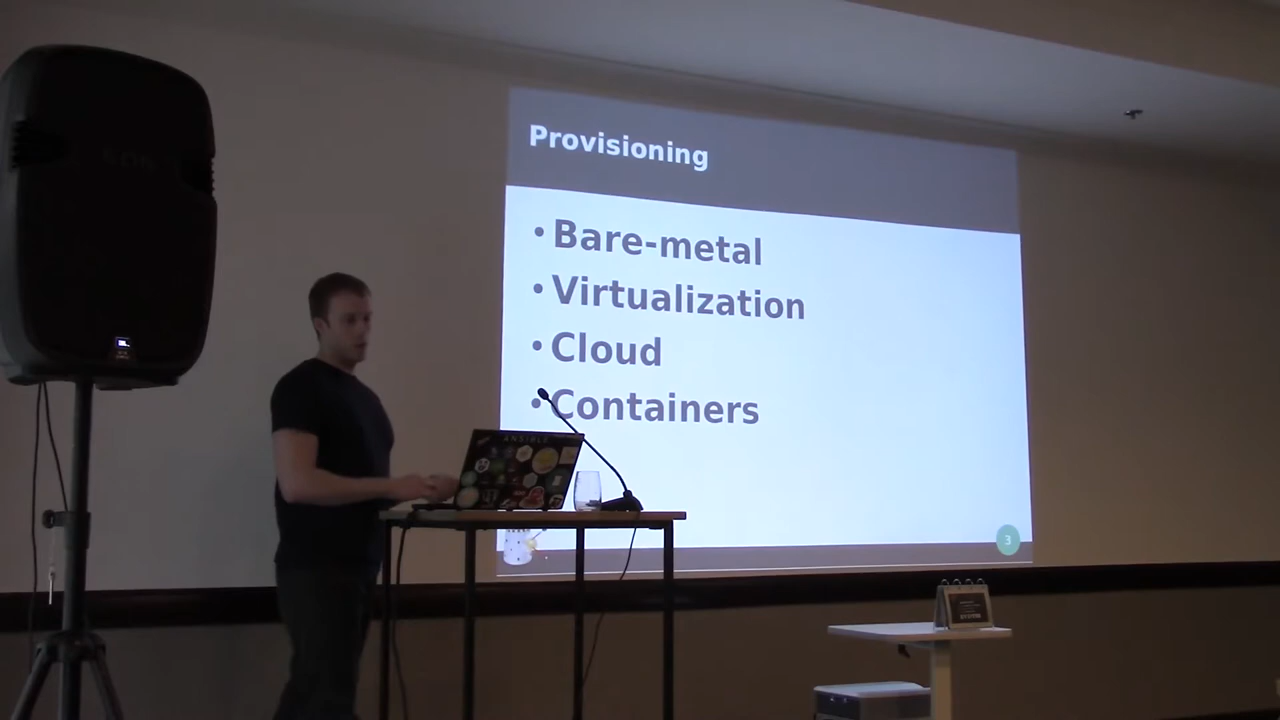 Provisioning
• Bare-metal
• Virtualization
• Cloud
• Containers
3
ANSIBLE